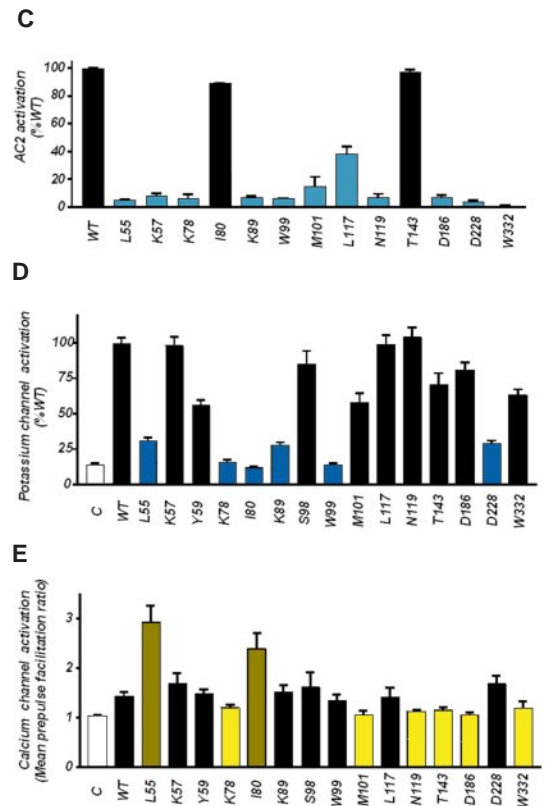 C
AC2 activation
(%WT)
100
80
60
40
20
0
WT L55 K57 K78 I80 K89 W99 M101 L117 N119 T143 D186 D228 W332
D
Potassium channel activation
(%WT)
100
75
50
25
0
C WT L55 K57 Y59 K78 I80 K89 S98 W99 M101 L117 N119 T143 D186 D228 W332
E
Calcium channel activation
(Mean prepulse facilitation ratio)
3
2
1
0
C WT L55 K57 Y59 K78 I80 K89 S98 W99 M101 L117 N119 T143 D186 D228 W332